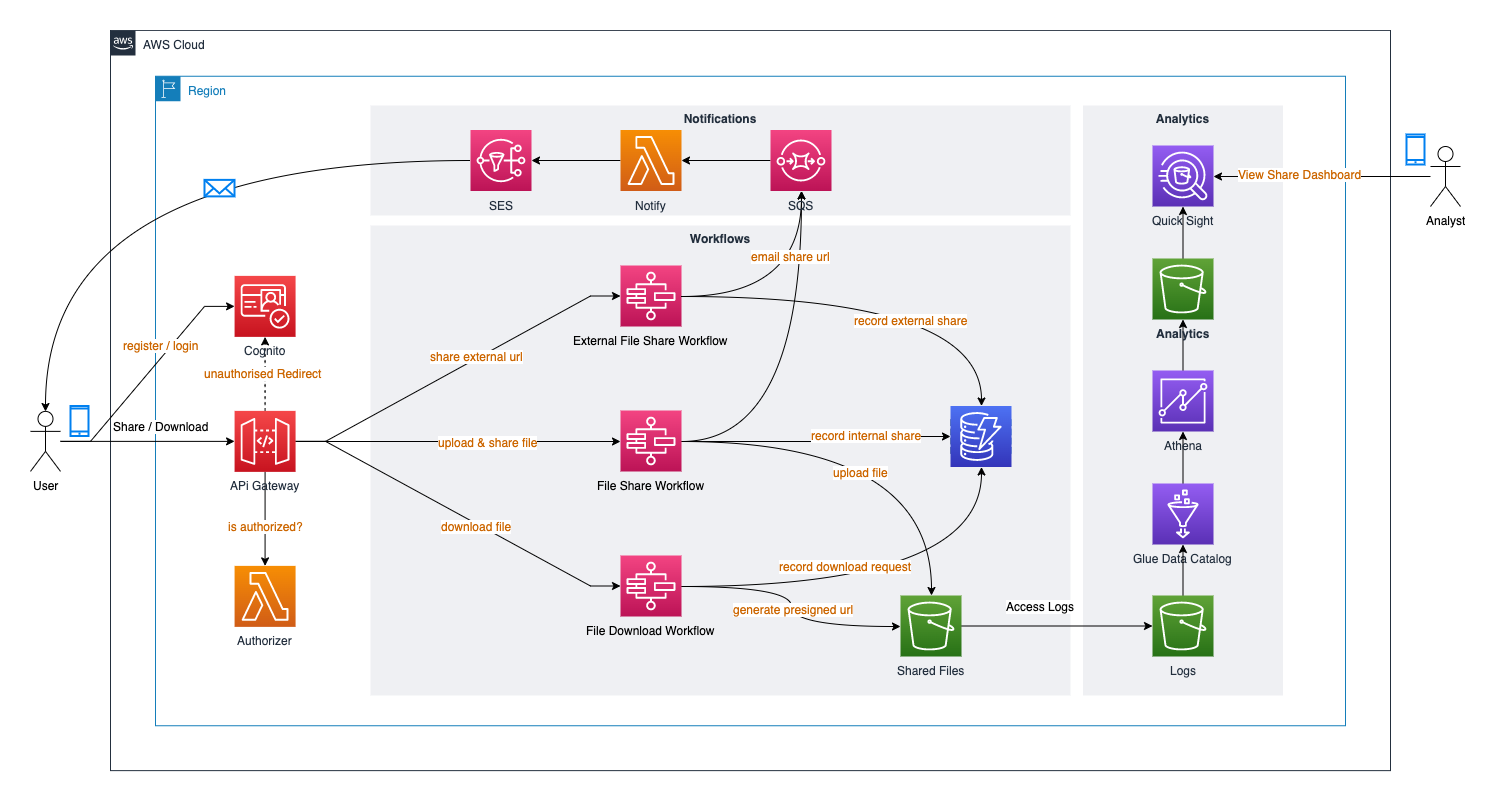 aws
AWS Cloud
Region
Notifications
SES
Notify
SQS
Analytics
Quick Sight
View Share Dashboard
Analyst
Workflows
email share url
External File Share Workflow
record external share
share external url
Cognito
register / login
unauthorised Redirect
Share / Download
User
APi Gateway
upload & share file
File Share Workflow
record internal share
upload file
is authorized?
Authorizer
download file
File Download Workflow
record download request
generate presigned url
Shared Files
Access Logs
Analytics
Athena
Glue Data Catalog
Logs